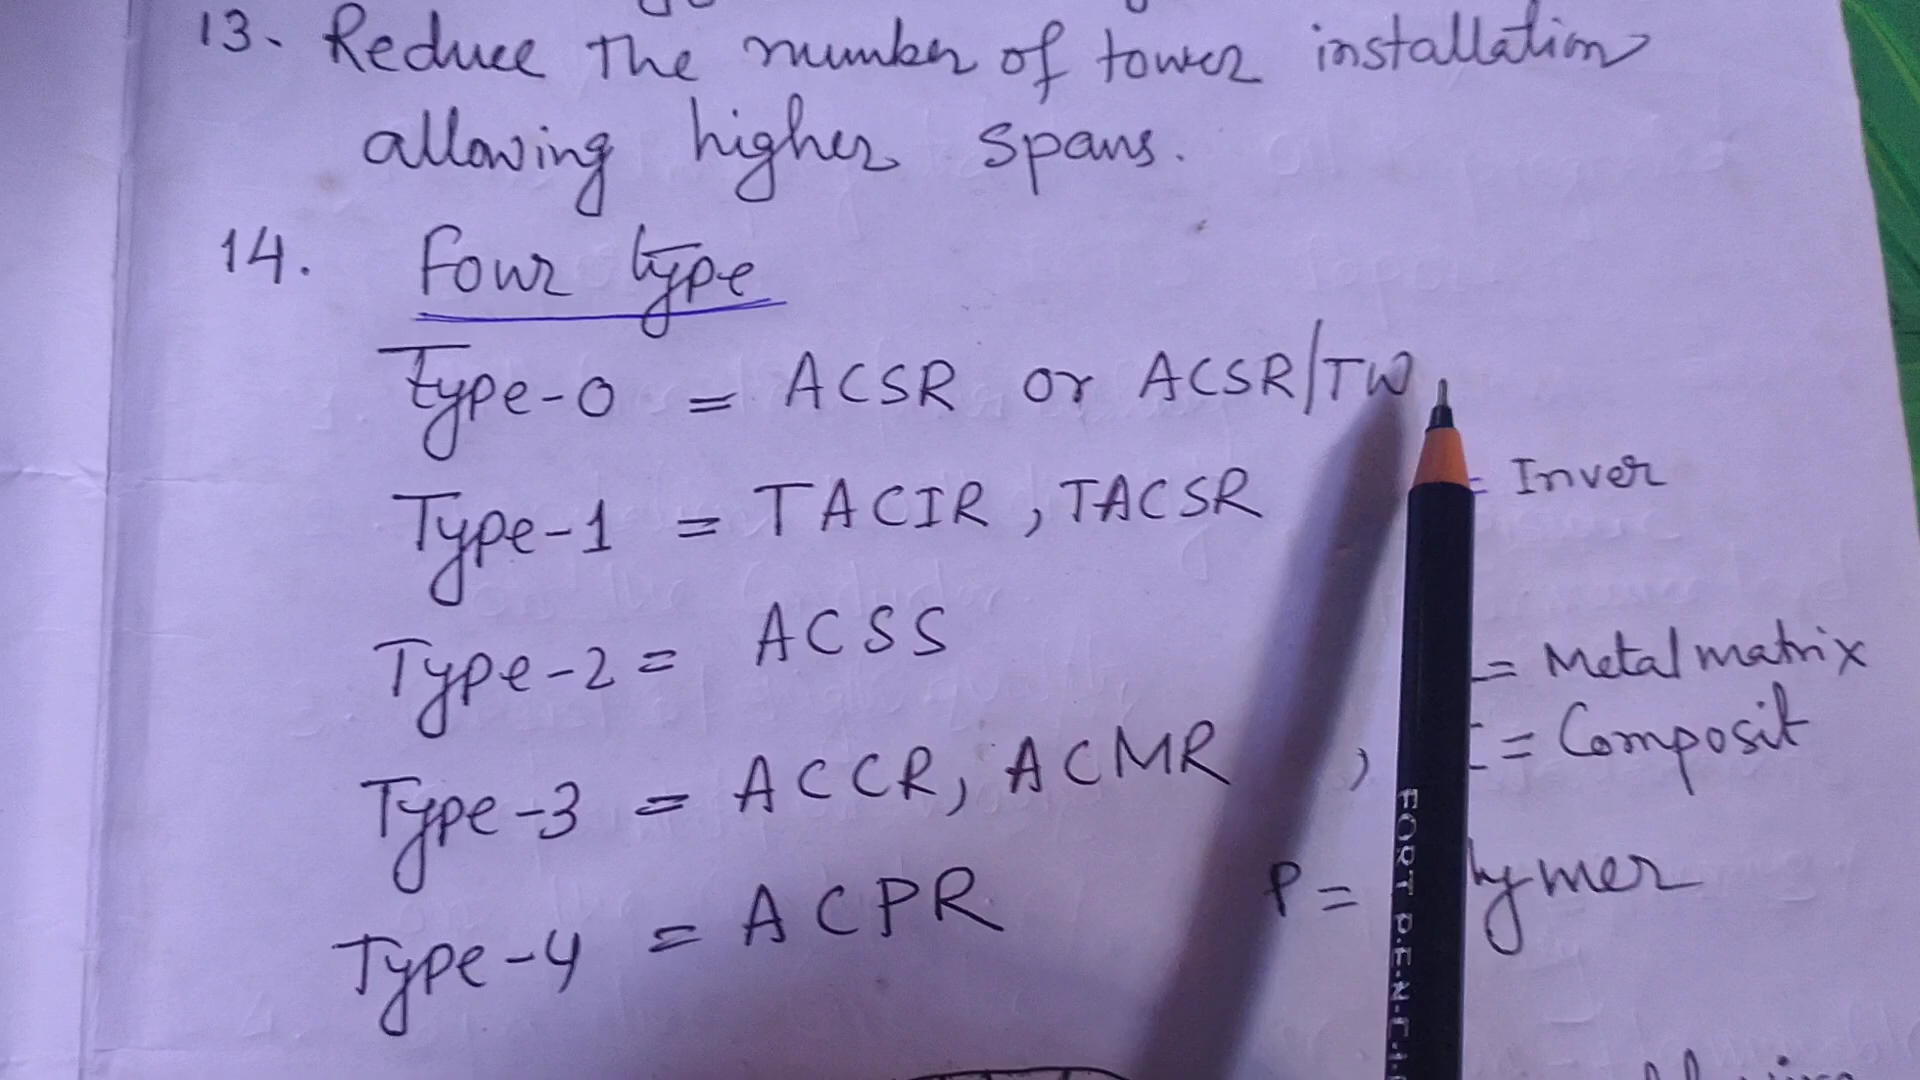 13. Reduce the number of tower installation
allowing higher spans.
14. Four type
Type-0 = ACSR or ACSR/TW
Type-1 = TACIR, TACSR = Inver
Type-2 = ACSS
Type-3 = ACCR, ACMR = Metal matrix
, = Composit
Type-4 = ACPR P = lymer
FORT P.E.N.C.I.